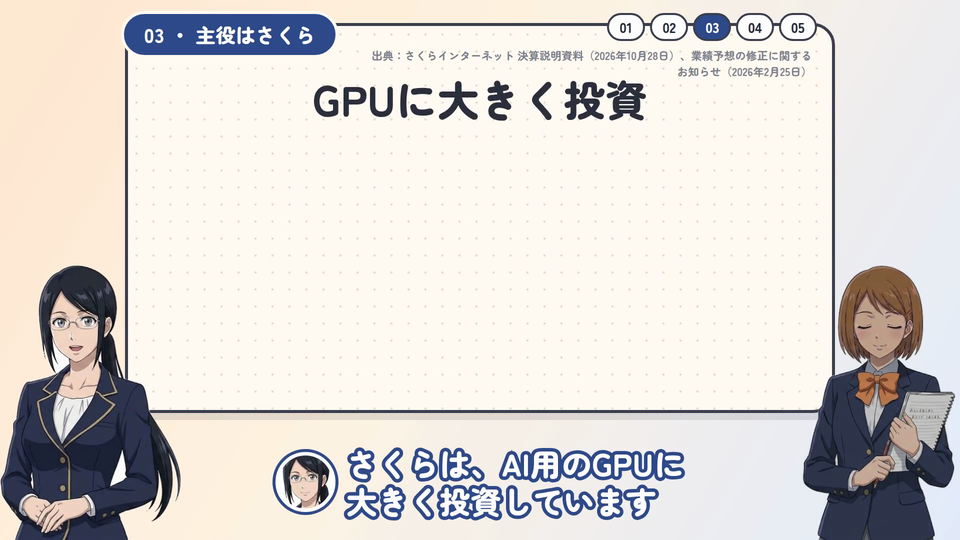 03 ・ 主役はさくら
01 02 03 04 05
出典：さくらインターネット 決算説明資料（2026年10月28日）、業績予想の修正に関する
お知らせ（2026年2月25日）
GPUに大きく投資
さくらは、AI用のGPUに
大きく投資しています